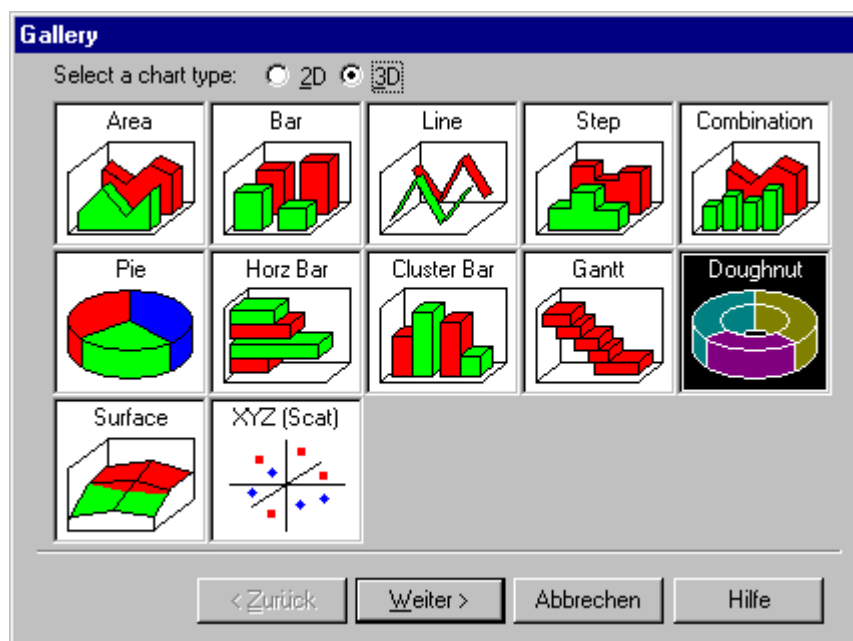 Gallery
Select a chart type: 2D 3D
Area Bar Line Step Combination
Pie Horz Bar Cluster Bar Gantt Doughnut
Surface XYZ (Scat)
< Zurück Weiter > Abbrechen Hilfe